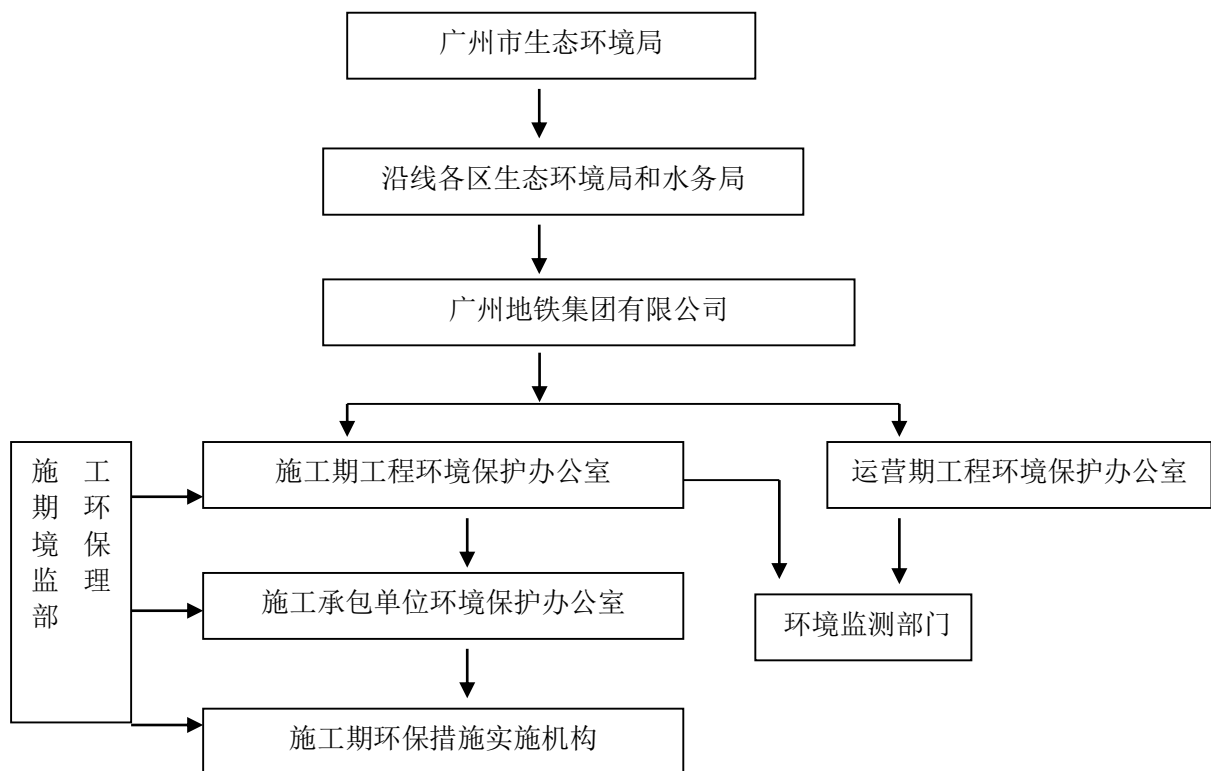 广州市生态环境局
沿线各区生态环境局和水务局
广州地铁集团有限公司
施工
期环
境保
监理
部
施工期工程环境保护办公室
运营期工程环境保护办公室
施工承包单位环境保护办公室
环境监测部门
施工期环保措施实施机构